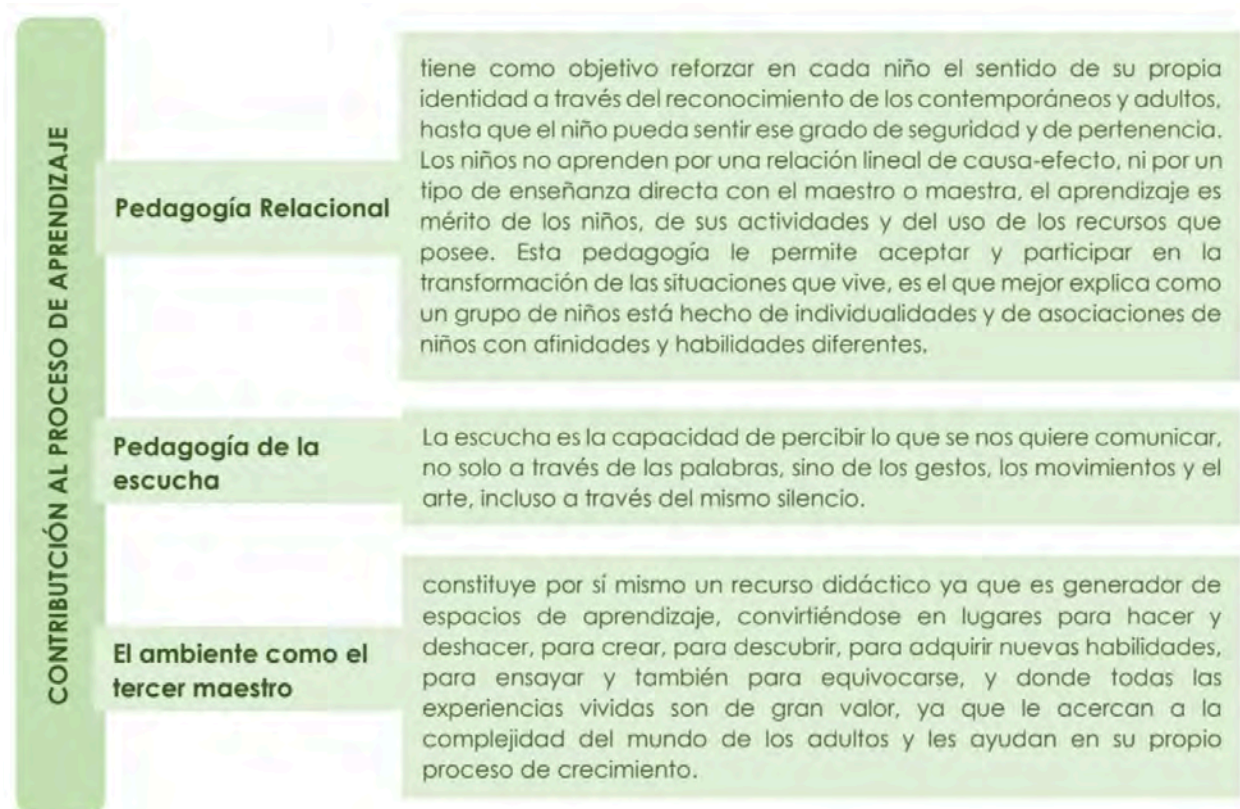 CONTRIBUTCIÓN AL PROCESO DE APRENDIZAJE
Pedagogía Relacional
tiene como objetivo reforzar en cada niño el sentido de su propia
identidad a través del reconocimiento de los contemporáneos y adultos,
hasta que el niño pueda sentir ese grado de seguridad y de pertenencia.
Los niños no aprenden por una relación lineal de causa-efecto, ni por un
tipo de enseñanza directa con el maestro o maestra, el aprendizaje es
mérito de los niños, de sus actividades y del uso de los recursos que
posee. Esta pedagogía le permite aceptar y participar en la
transformación de las situaciones que vive, es el que mejor explica como
un grupo de niños está hecho de individualidades y de asociaciones de
niños con afinidades y habilidades diferentes.
Pedagogía de la
escucha
La escucha es la capacidad de percibir lo que se nos quiere comunicar,
no solo a través de las palabras, sino de los gestos, los movimientos y el
arte, incluso a través del mismo silencio.
El ambiente como el
tercer maestro
constituye por sí mismo un recurso didáctico ya que es generador de
espacios de aprendizaje, convirtiéndose en lugares para hacer y
deshacer, para crear, para descubrir, para adquirir nuevas habilidades,
para ensayar y también para equivocarse, y donde todas las
experiencias vividas son de gran valor, ya que le acercan a la
complejidad del mundo de los adultos y les ayudan en su propio
proceso de crecimiento.